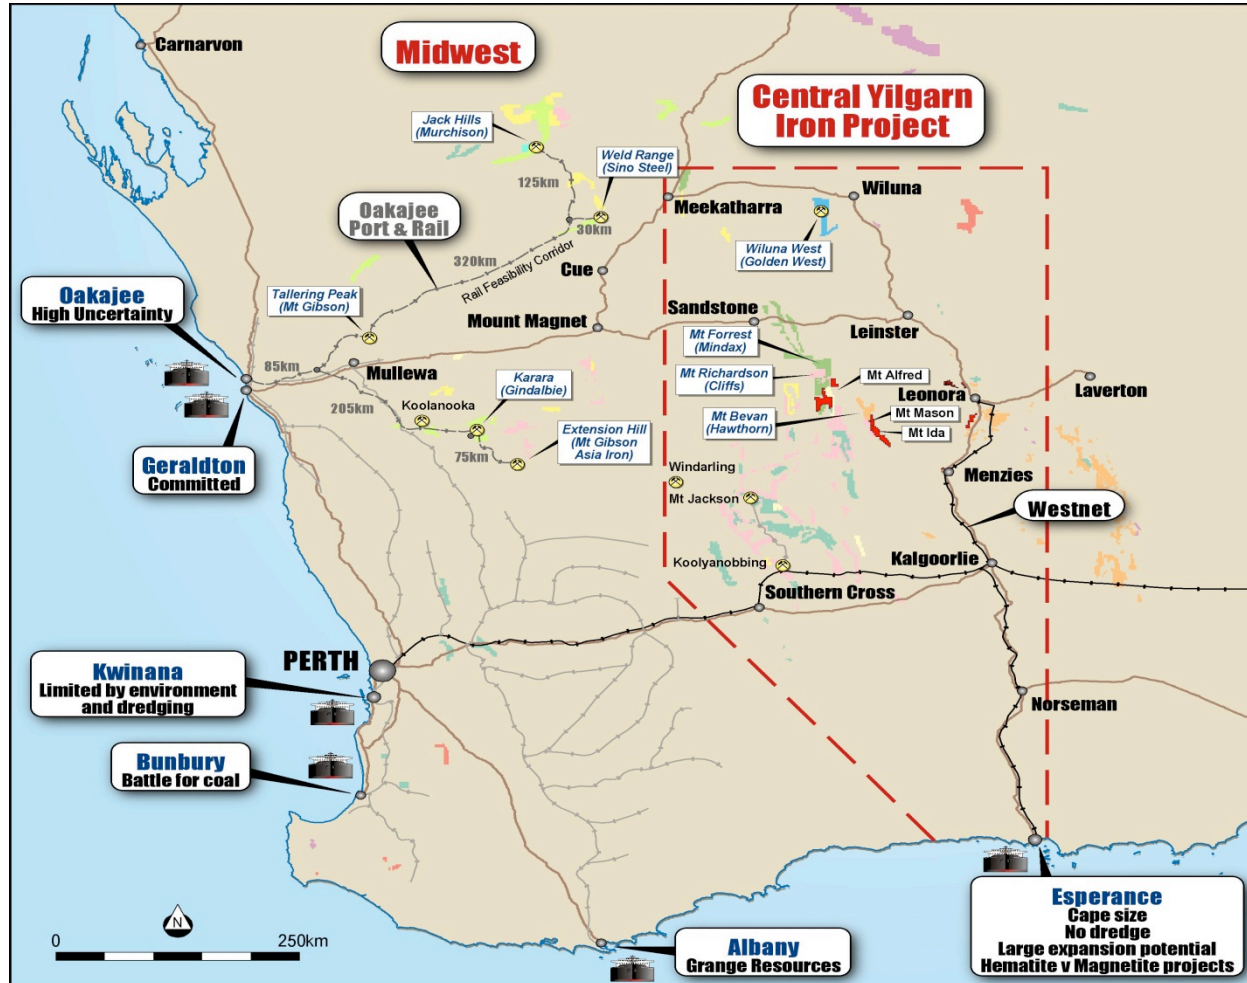 Carnarvon
Midwest
Central Yilgarn
Iron Project
Jack Hills
(Murchison)
Weld Range
(Sino Steel)
125km
30km
Oakajee
Port & Rail
320km
Rail Feasibility Corridor
Meekatharra
Wiluna
Wiluna West
(Golden West)
Cue
Oakajee
High Uncertainty
Tallering Peak
(Mt Gibson)
Mount Magnet
Sandstone
Leinster
Mt Forrest
(Mindax)
85km
Mullewa
Mt Richardson
(Cliffs)
Mt Alfred
Laverton
Leonora
205km
Koolanooka
Karara
(Gindalbie)
Mt Bevan
(Hawthorn)
Mt Mason
Mt Ida
Extension Hill
(Mt Gibson
Asia Iron)
75km
Geraldton
Committed
Windarling
Mt Jackson
Menzies
Westnet
Koolyanobbing
Kalgoorlie
Southern Cross
PERTH
Kwinana
Limited by environment
and dredging
Norseman
Bunbury
Battle for coal
N
0
250km
Albany
Grange Resources
Esperance
Cape size
No dredge
Large expansion potential
Hematite v Magnetite projects